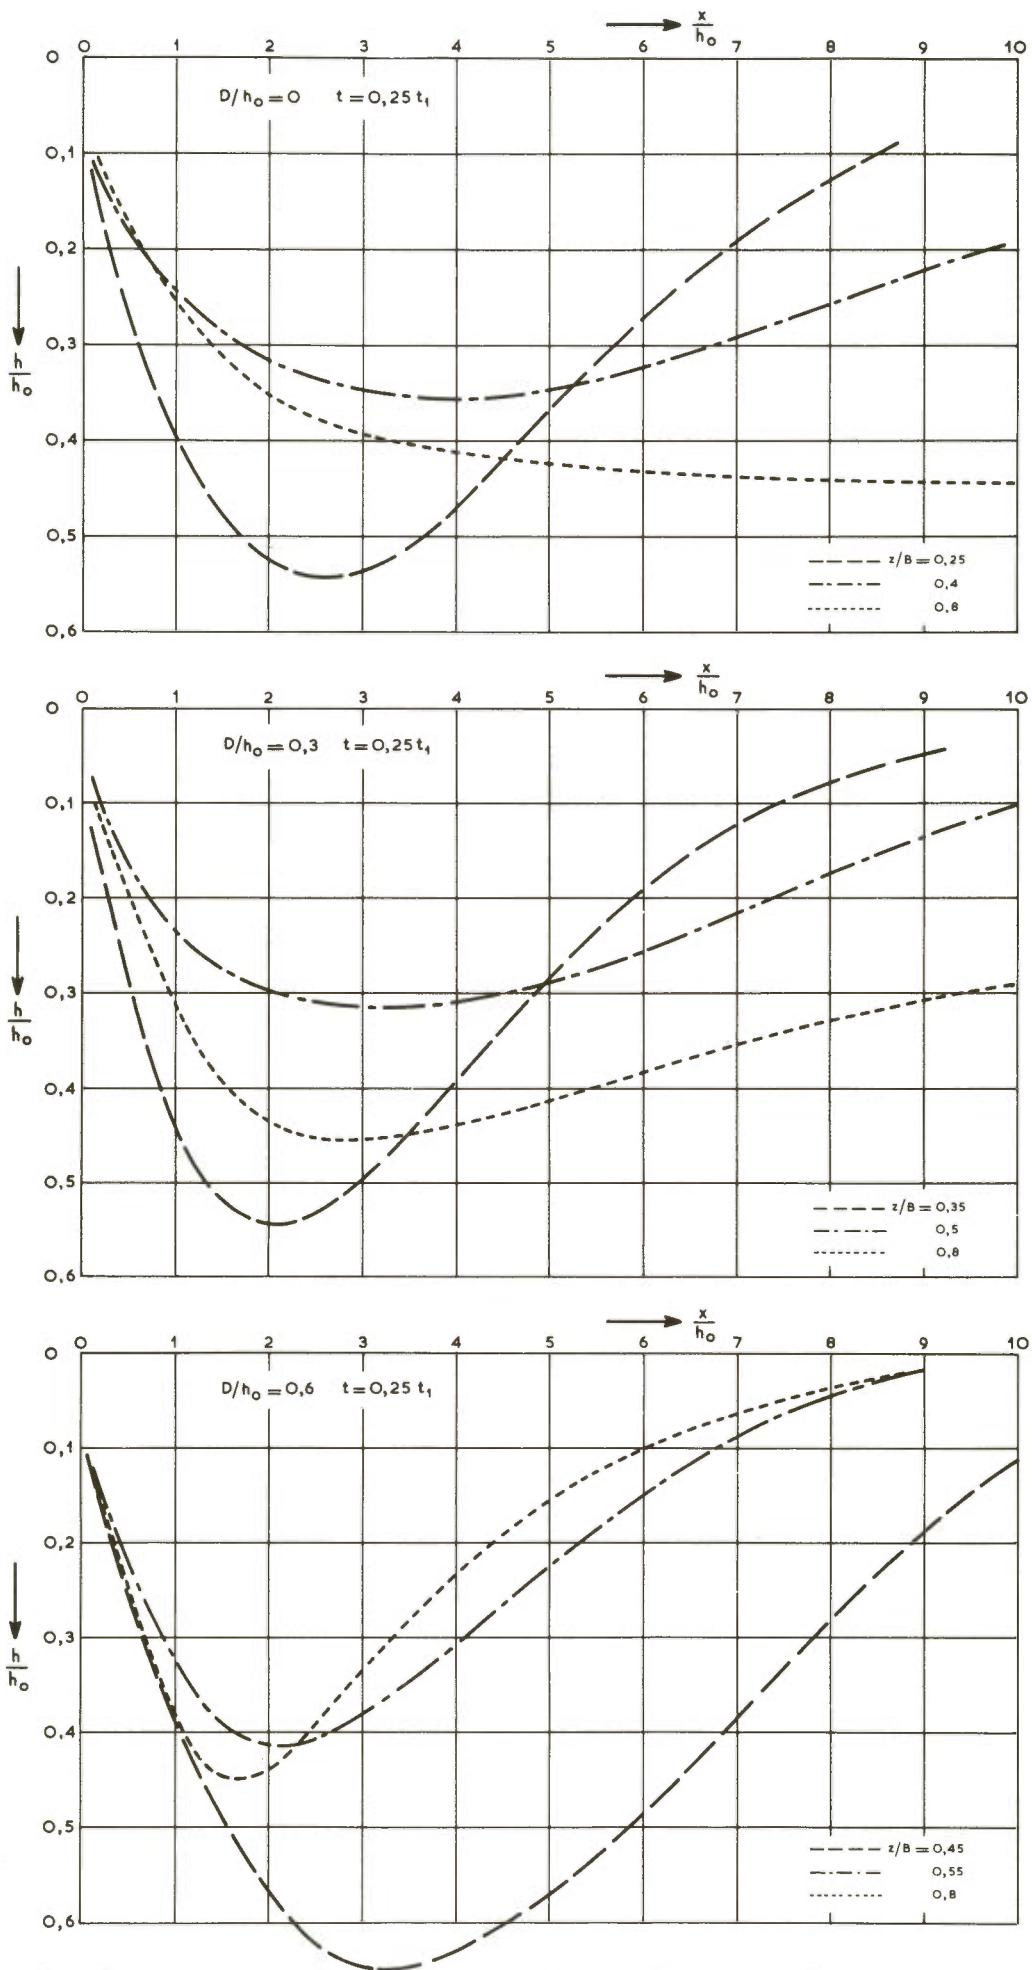 x/h₀
0 1 2 3 4 5 6 7 8 9 10
0
D/h₀ = 0 t = 0,25 t₁
0,1
0,2
0,3
h/h₀
0,4
0,5
z/B = 0,25
0,4
0,8
0,6
x/h₀
0 1 2 3 4 5 6 7 8 9 10
0
D/h₀ = 0,3 t = 0,25 t₁
0,1
0,2
0,3
h/h₀
0,4
0,5
z/B = 0,35
0,5
0,8
0,6
x/h₀
0 1 2 3 4 5 6 7 8 9 10
0
D/h₀ = 0,6 t = 0,25 t₁
0,1
0,2
0,3
h/h₀
0,4
0,5
z/B = 0,45
0,55
0,8
0,6